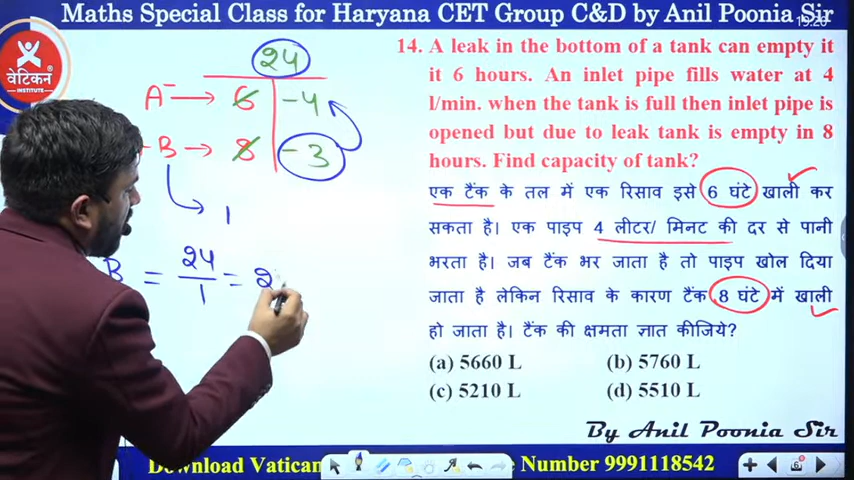 Maths Special Class for Haryana CET Group C&D by Anil Poonia Sir
19:26
वेटिकन
INSTITUTE
24
A⁻ → 6 -4
B → 8 -3
1
B = 24/1 = 2
14. A leak in the bottom of a tank can empty it
it 6 hours. An inlet pipe fills water at 4
l/min. when the tank is full then inlet pipe is
opened but due to leak tank is empty in 8
hours. Find capacity of tank?
एक टैंक के तल में एक रिसाव इसे 6 घंटे खाली कर
सकता है। एक पाइप 4 लीटर/ मिनट की दर से पानी
भरता है। जब टैंक भर जाता है तो पाइप खोल दिया
जाता है लेकिन रिसाव के कारण टैंक 8 घंटे में खाली
हो जाता है। टैंक की क्षमता ज्ञात कीजिये?
(a) 5660 L (b) 5760 L
(c) 5210 L (d) 5510 L
By Anil Poonia Sir
Download Vatican Number 9991118542